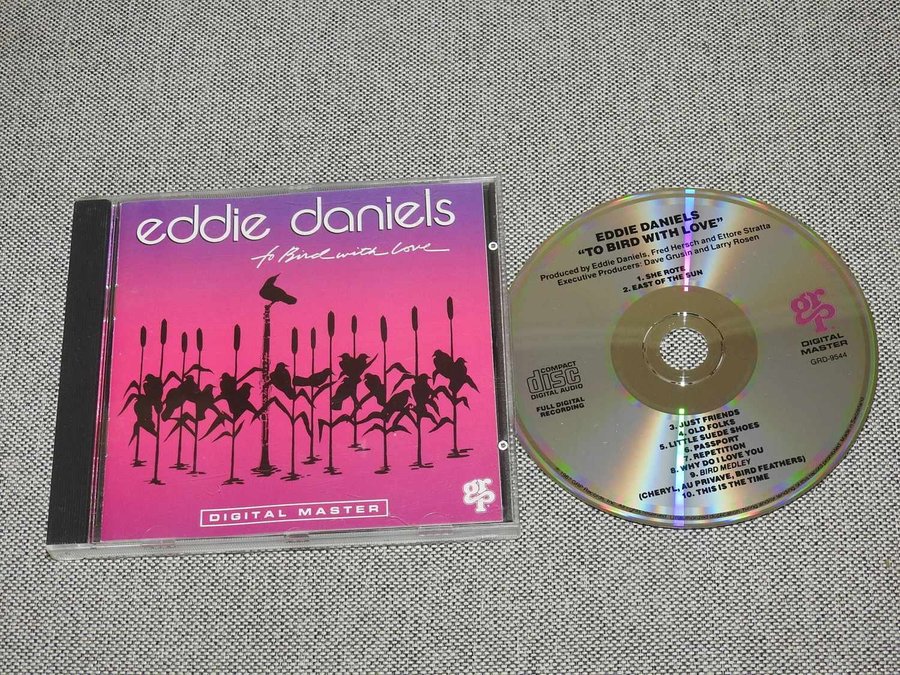 eddie daniels
to Bird with Love
grp
DIGITAL MASTER
EDDIE DANIELS
"TO BIRD WITH LOVE"
Produced by Eddie Daniels, Fred Hersch and Ettore Stratta
Executive Producers: Dave Grusin and Larry Rosen
1. SHE ROTE
2. EAST OF THE SUN
grp
DIGITAL
MASTER
GRD-9544
COMPACT
disc
DIGITAL AUDIO
FULL DIGITAL
RECORDING
3. JUST FRIENDS
4. OLD FOLKS
5. LITTLE SUEDE SHOES
6. PASSPORT
7. REPETITION
8. WHY DO I LOVE YOU
9. BIRD MEDLEY
(CHERYL, AU PRIVAVE, BIRD FEATHERS)
10. THIS IS THE TIME